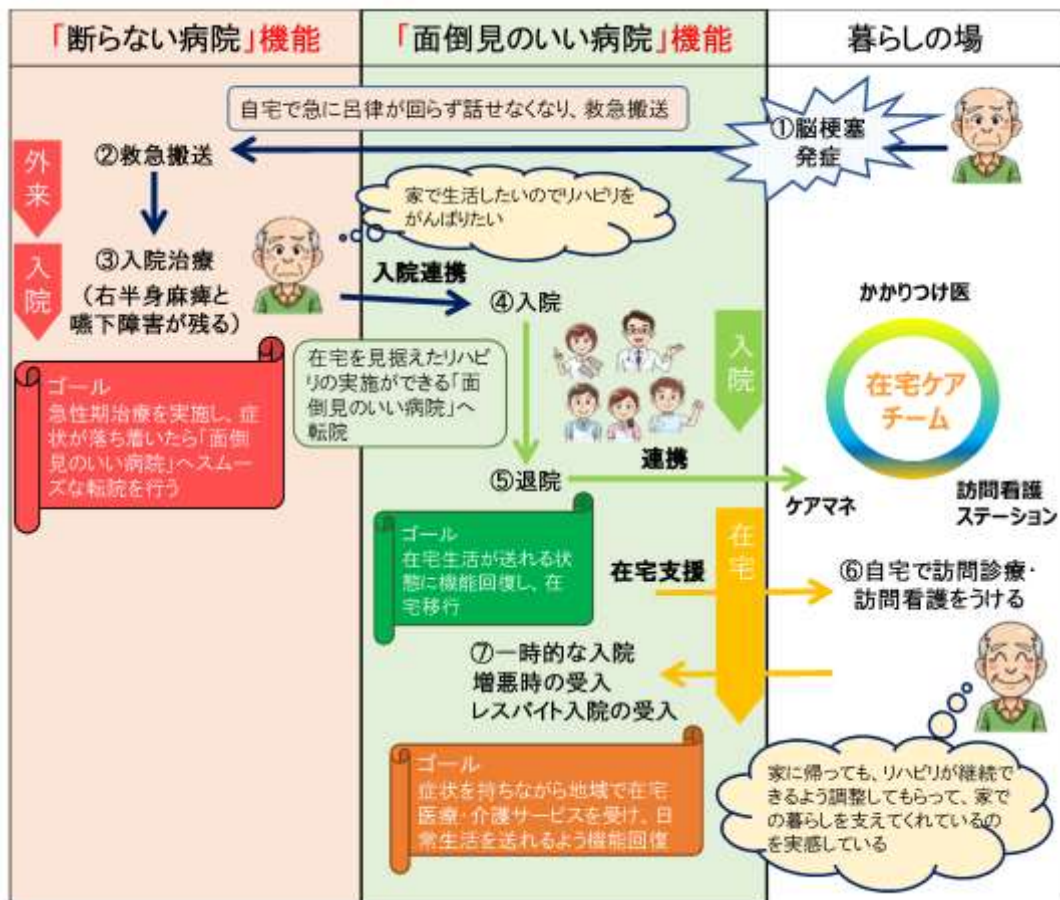 「断らない病院」機能
「面倒見のいい病院」機能
暮らしの場
自宅で急に呂律が回らず話せなくなり、救急搬送
①脳梗塞
発症
外来
②救急搬送
家で生活したいのでリハビリを
がんばりたい
入院
③入院治療
(右半身麻痺と
嚥下障害が残る)
入院連携
④入院
ゴール
急性期治療を実施し、症
状が落ち着いたら「面倒
見のいい病院」へスムー
ズな転院を行う
在宅を見据えたリハビ
リの実施ができる「面
倒見のいい病院」へ
転院
入院
連携
⑤退院
かかりつけ医
在宅ケア
チーム
ケアマネ
訪問看護
ステーション
ゴール
在宅生活が送れる状
態に機能回復し、在
宅移行
在宅支援
在宅
⑥自宅で訪問診療・
訪問看護をうける
⑦一時的な入院
増悪時の受入
レスパイト入院の受入
ゴール
症状を持ちながら地域で在宅
医療・介護サービスを受け、日
常生活を送れるよう機能回復
家に帰っても、リハビリが継続で
きるよう調整してもらって、家で
の暮らしを支えてくれているの
を実感している